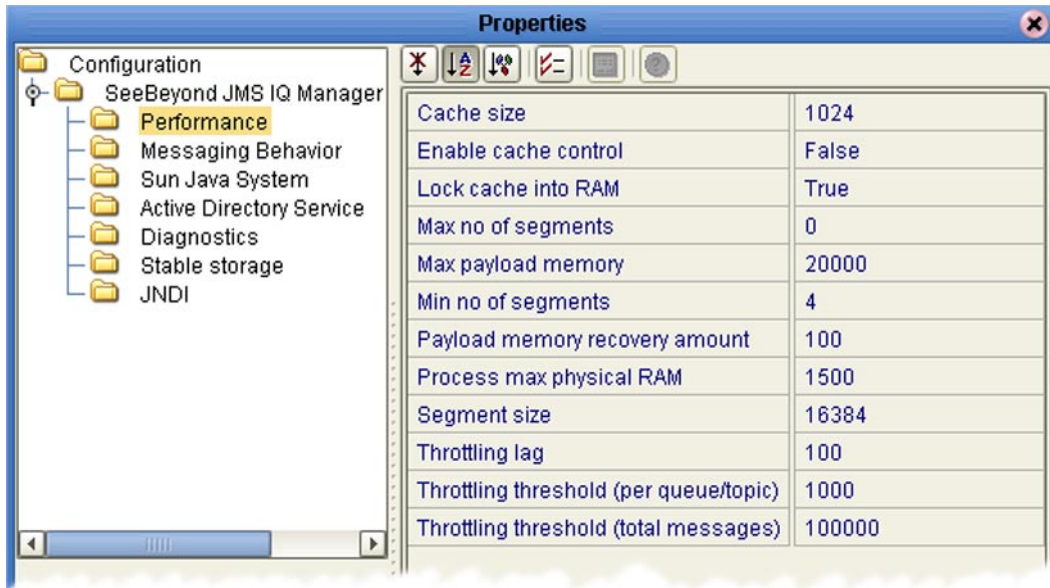 Properties
Configuration
SeeBeyond JMS IQ Manager
Performance
Messaging Behavior
Sun Java System
Active Directory Service
Diagnostics
Stable storage
JNDI
Cache size 1024
Enable cache control False
Lock cache into RAM True
Max no of segments 0
Max payload memory 20000
Min no of segments 4
Payload memory recovery amount 100
Process max physical RAM 1500
Segment size 16384
Throttling lag 100
Throttling threshold (per queue/topic) 1000
Throttling threshold (total messages) 100000